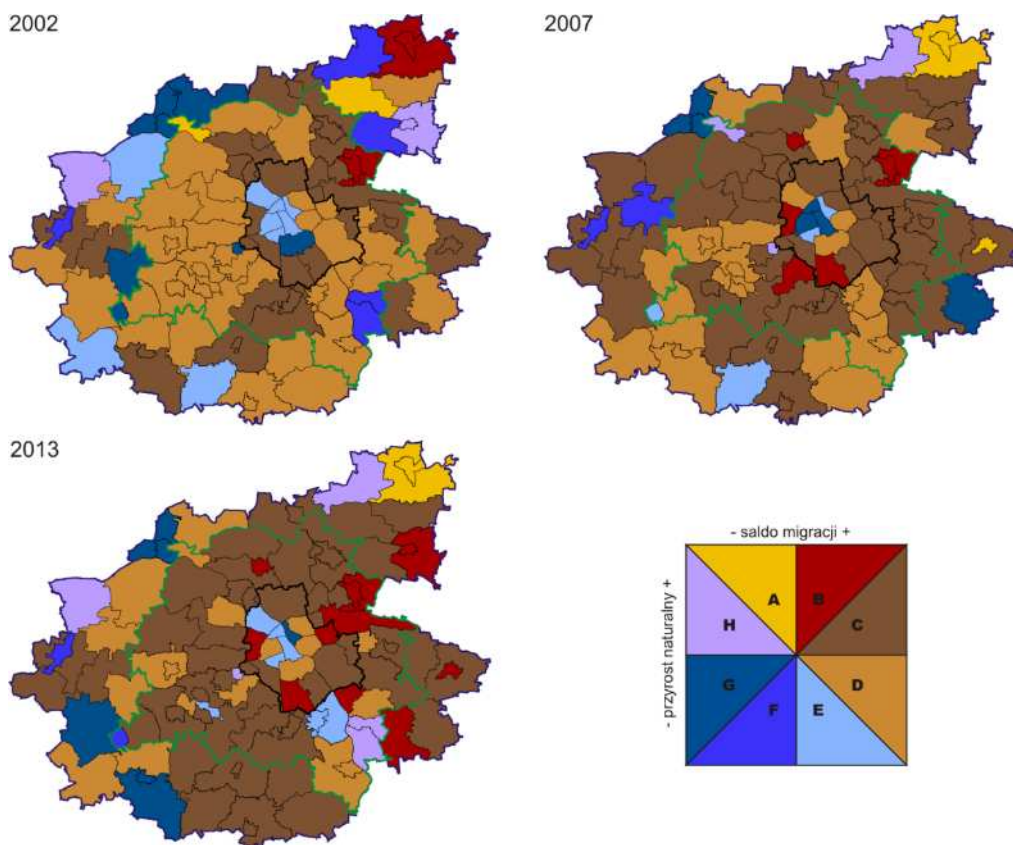 2002
2007
2013
- saldo migracji +
- przyrost naturalny +
A
B
H
C
G
D
F
E